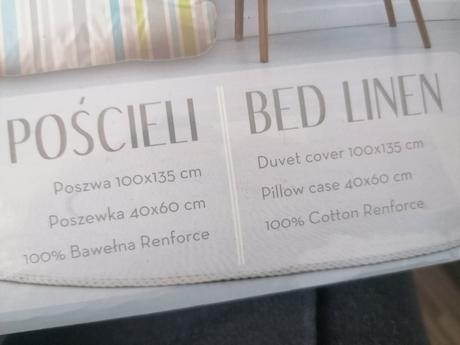 POŚCIELI
Poszwa 100x135 cm
Poszewka 40x60 cm
100% Bawełna Renforce
BED LINEN
Duvet cover 100x135 cm
Pillow case 40x60 cm
100% Cotton Renforce